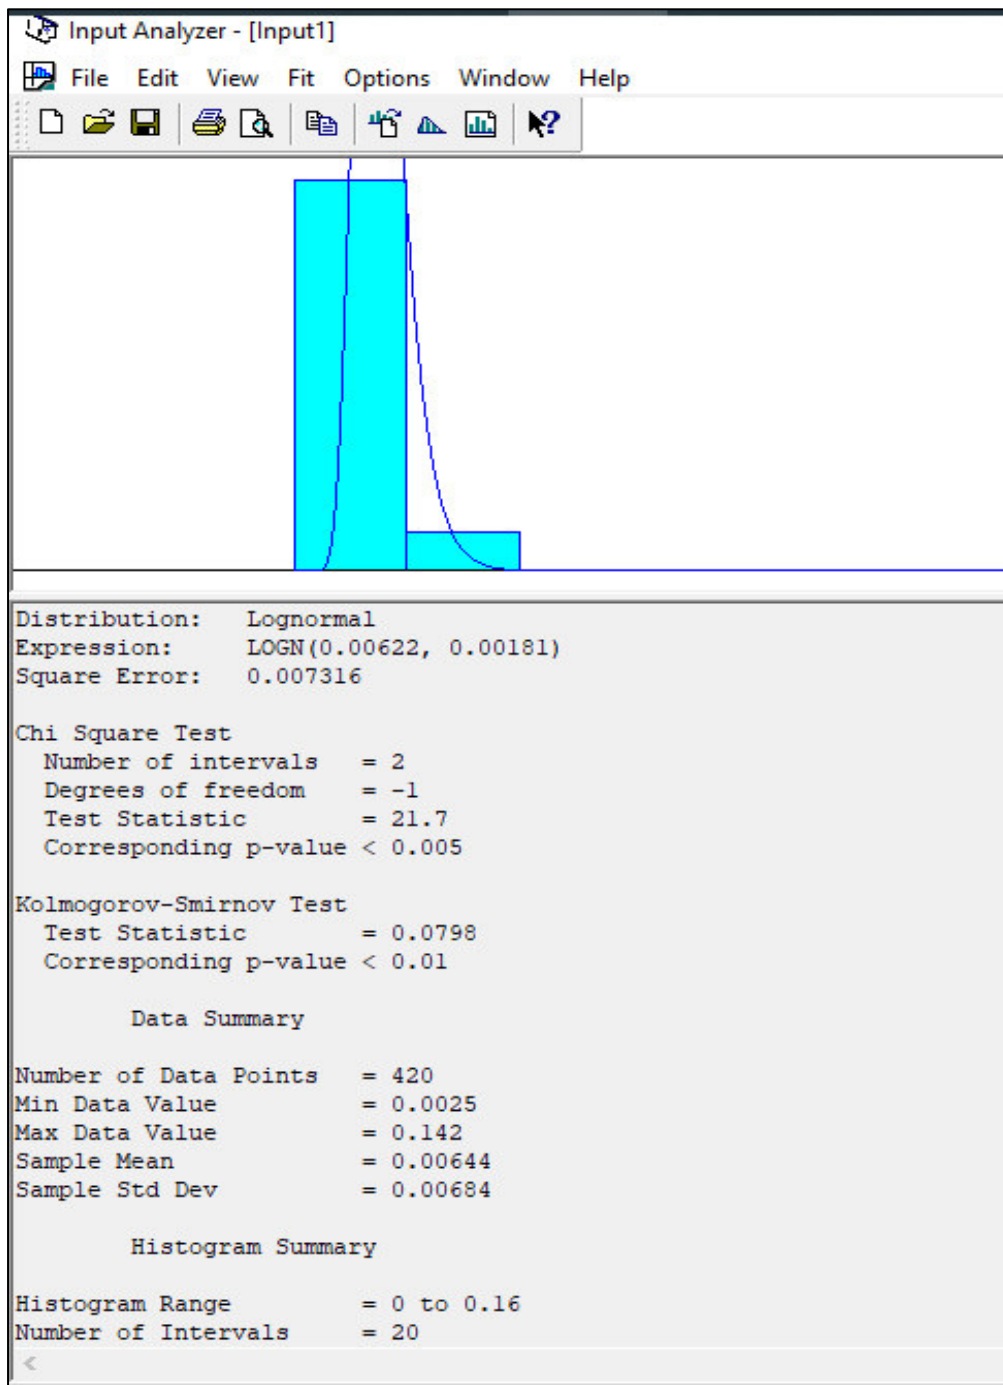 Input Analyzer - [Input1]
File Edit View Fit Options Window Help
Distribution: Lognormal
Expression: LOGN(0.00622, 0.00181)
Square Error: 0.007316
Chi Square Test
Number of intervals = 2
Degrees of freedom = -1
Test Statistic = 21.7
Corresponding p-value < 0.005
Kolmogorov-Smirnov Test
Test Statistic = 0.0798
Corresponding p-value < 0.01
Data Summary
Number of Data Points = 420
Min Data Value = 0.0025
Max Data Value = 0.142
Sample Mean = 0.00644
Sample Std Dev = 0.00684
Histogram Summary
Histogram Range = 0 to 0.16
Number of Intervals = 20